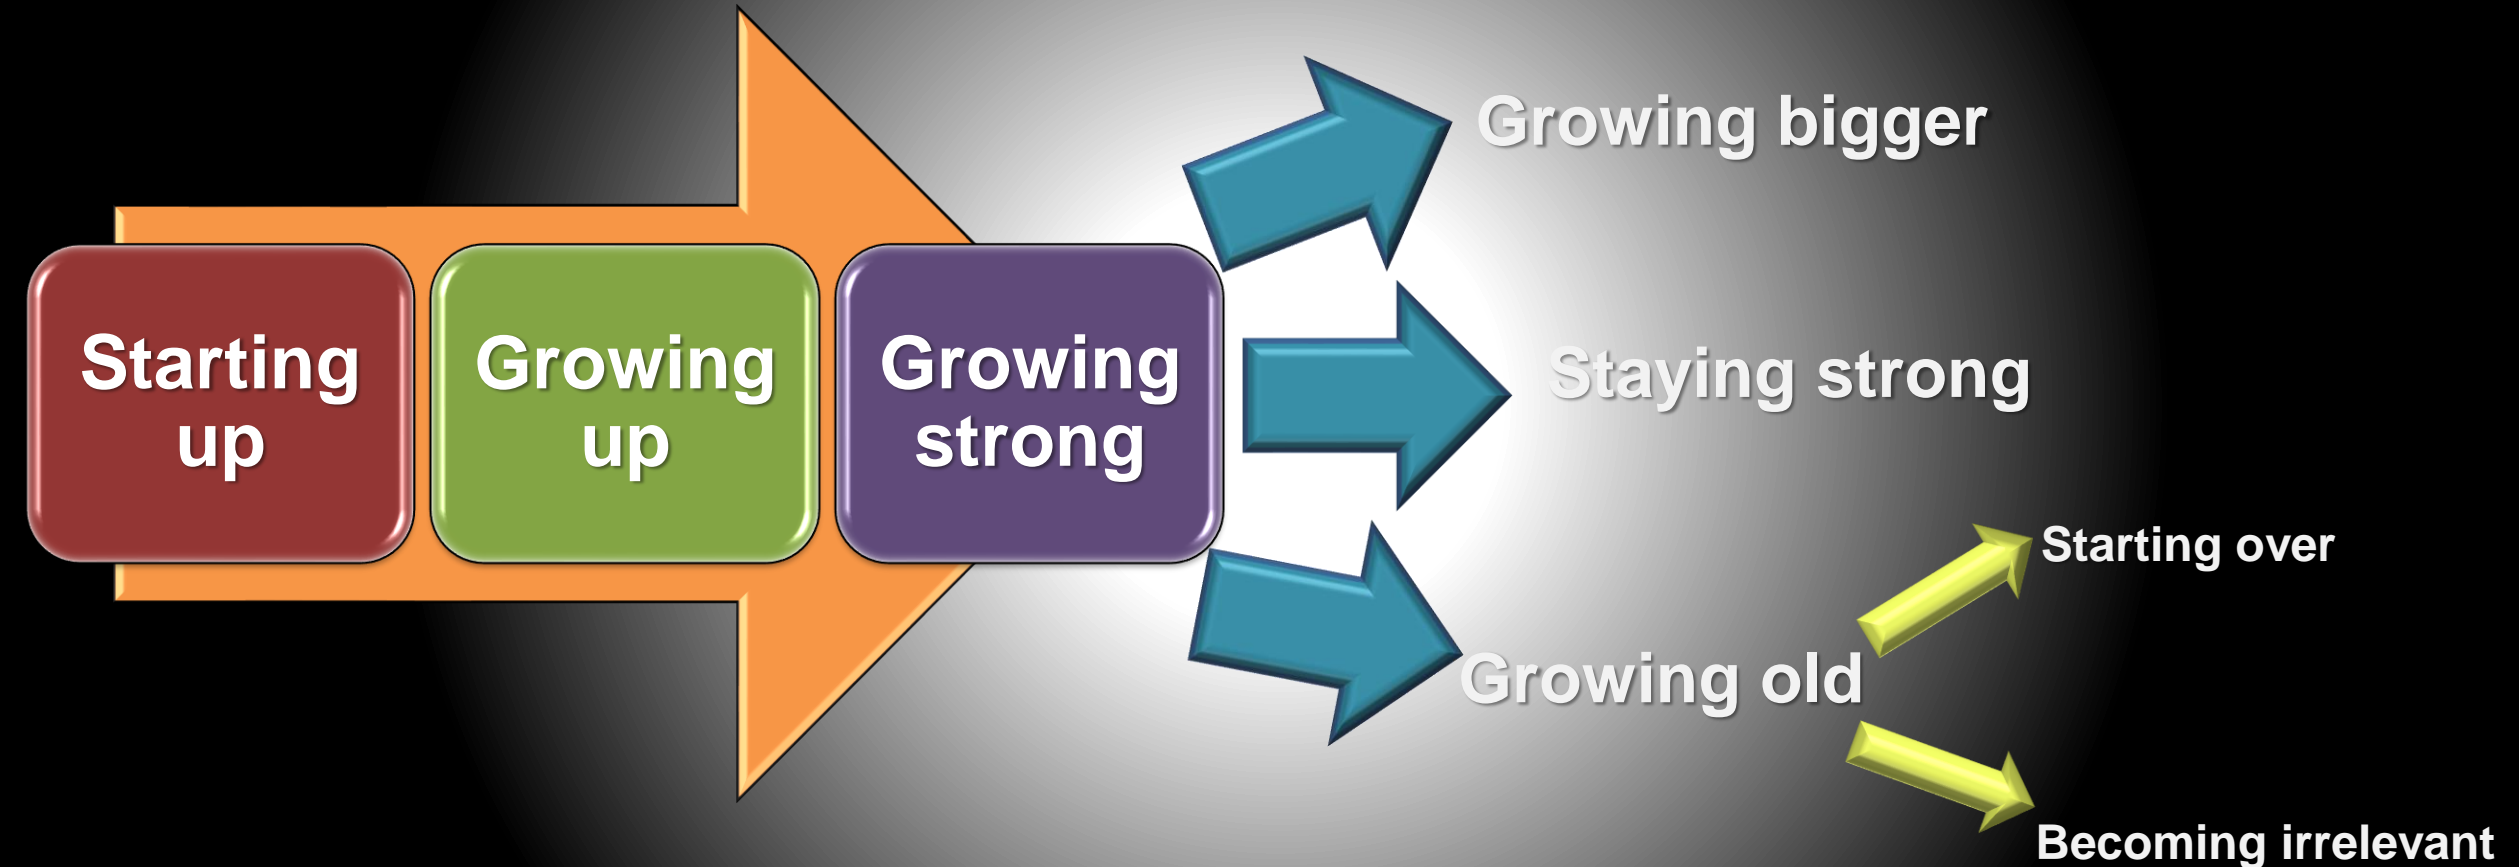 Starting
up
Growing
up
Growing
strong
Growing bigger
Staying strong
Growing old
Starting over
Becoming irrelevant